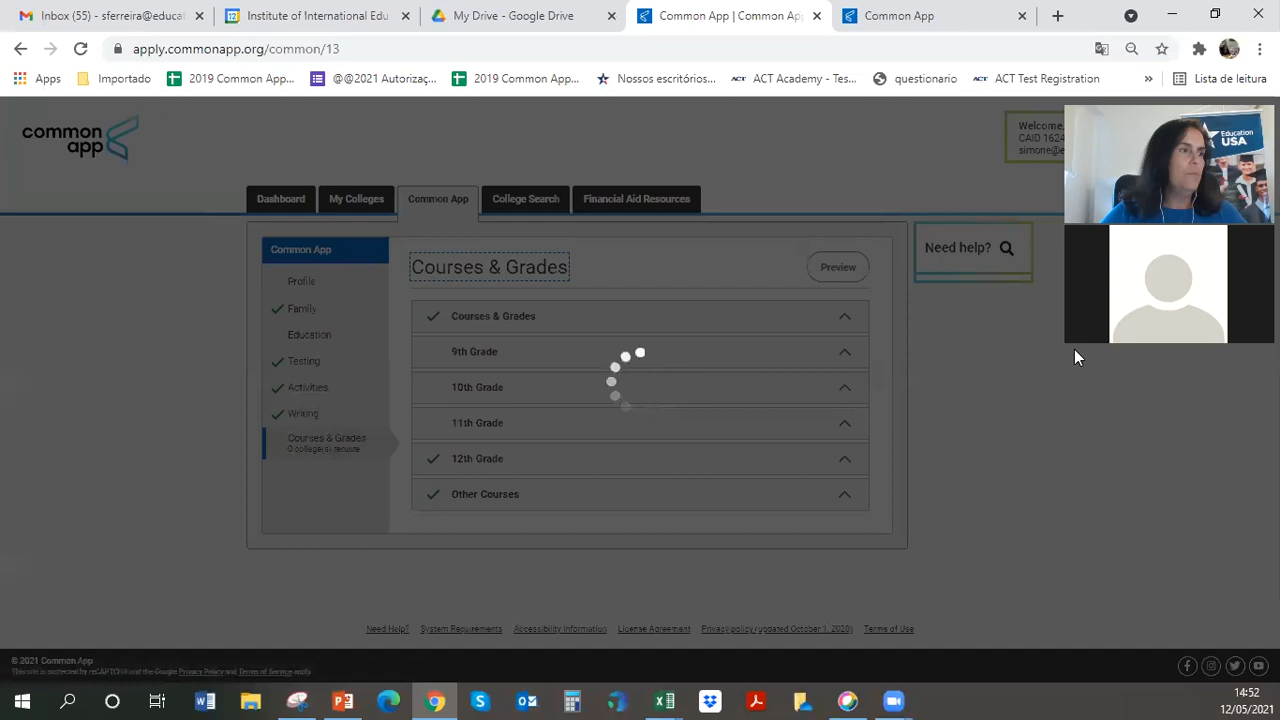 Inbox (55) - sferreira@educat
Institute of International Edu
My Drive - Google Drive
Common App | Common Ap
Common App
apply.commonapp.org/common/13
Apps
Importado
2019 Common App...
@@2021 Autorizaç...
2019 Common App...
Nossos escritórios...
ACT Academy - Tes...
questionario
ACT Test Registration
»
Lista de leitura
common app
Welcome,
CAID 1624
simone@e
Education USA
Dashboard
My Colleges
Common App
College Search
Financial Aid Resources
Common App
Profile
Family
Education
Testing
Activities
Writing
Courses & Grades
0 college(s) require
Courses & Grades
Preview
Courses & Grades
9th Grade
10th Grade
11th Grade
12th Grade
Other Courses
Need help?
Need Help?
System Requirements
Accessibility Information
License Agreement
Privacy policy (updated October 1, 2020)
Terms of Use
© 2021 Common App
This site is protected by reCAPTCHA and the Google Privacy Policy and Terms of Service apply.
14:52
12/05/2021